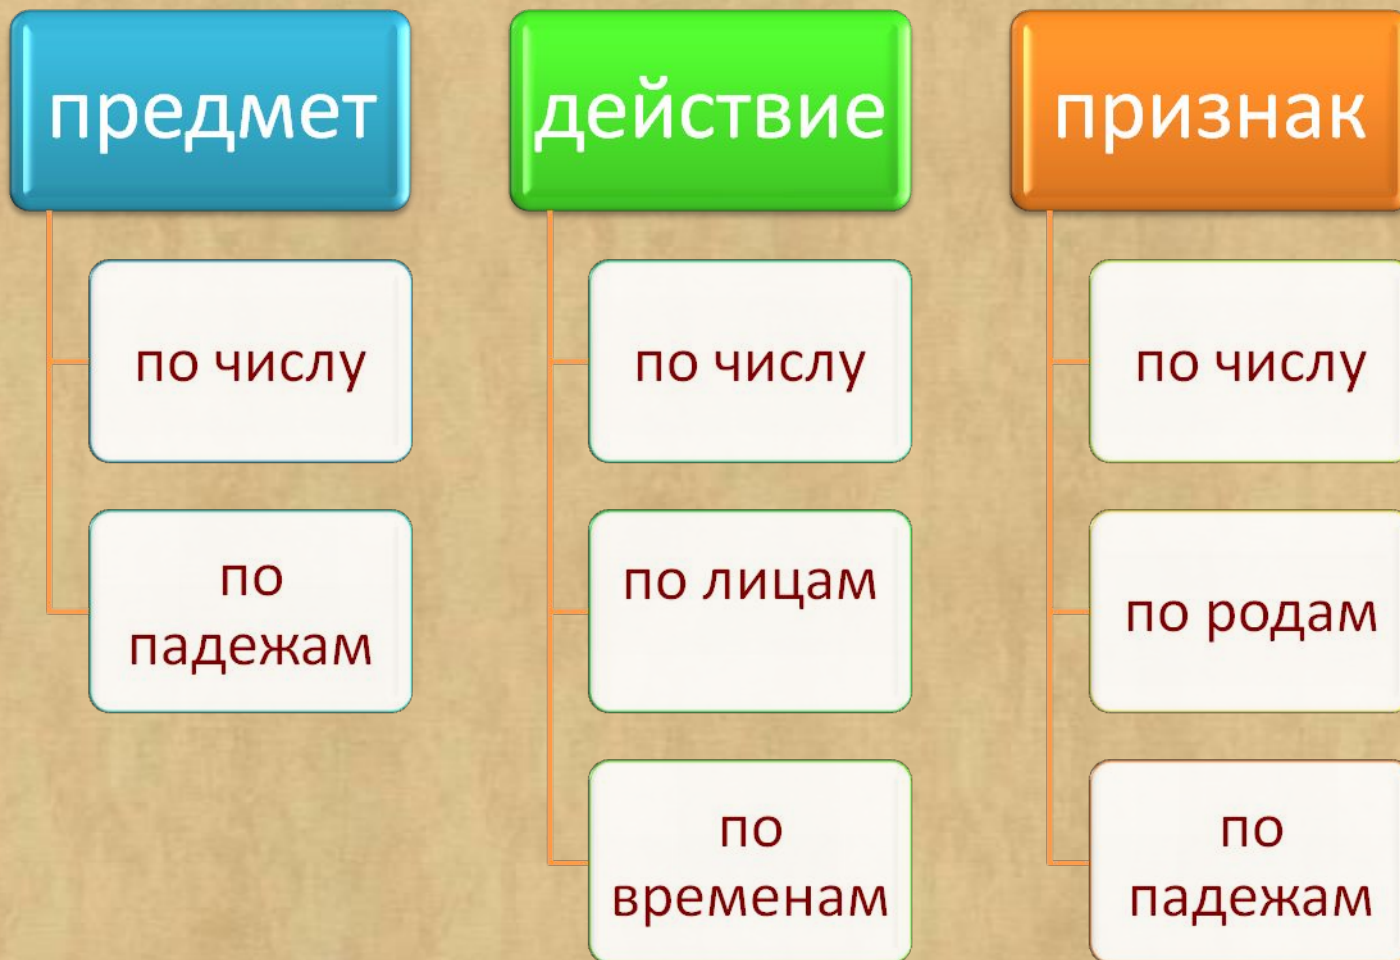 предмет
по числу
по
падежам
действие
по числу
по лицам
по
временам
признак
по числу
по родам
по
падежам